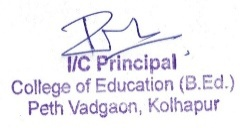 I/C Principal
College of Education (B.Ed.)
Peth Vadgaon, Kolhapur